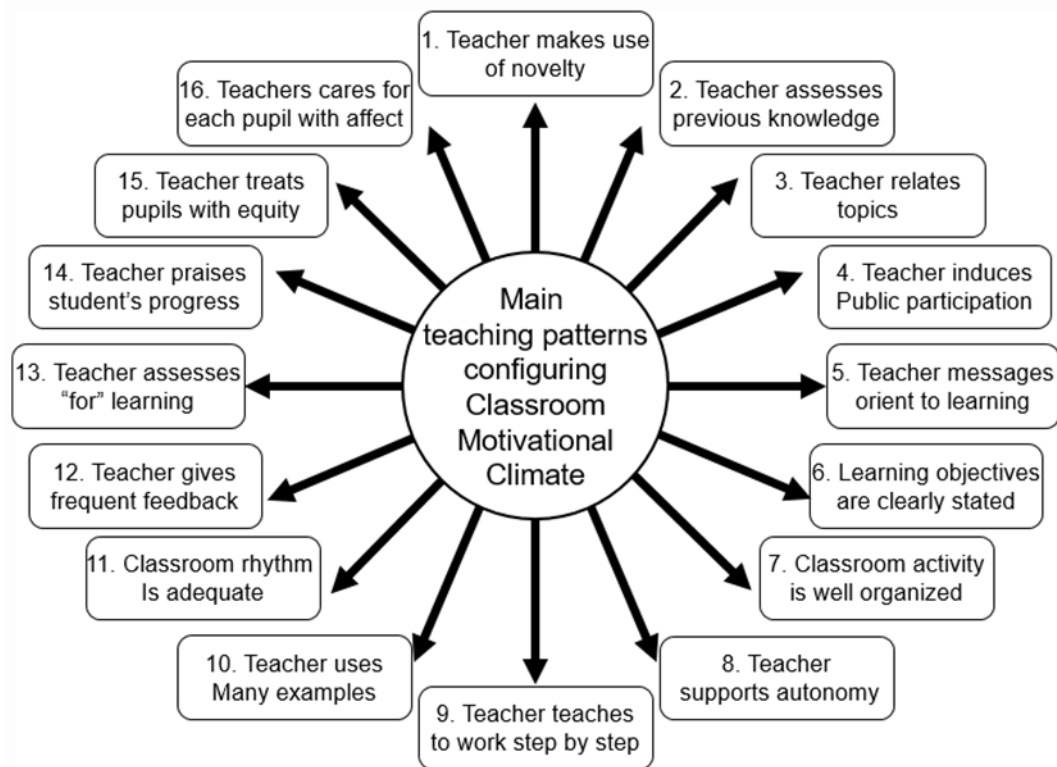 Main
teaching patterns
configuring
Classroom
Motivational
Climate
1. Teacher makes use
of novelty
2. Teacher assesses
previous knowledge
3. Teacher relates
topics
4. Teacher induces
Public participation
5. Teacher messages
orient to learning
6. Learning objectives
are clearly stated
7. Classroom activity
is well organized
8. Teacher
supports autonomy
9. Teacher teaches
to work step by step
10. Teacher uses
Many examples
11. Classroom rhythm
Is adequate
12. Teacher gives
frequent feedback
13. Teacher assesses
“for” learning
14. Teacher praises
student’s progress
15. Teacher treats
pupils with equity
16. Teachers cares for
each pupil with affect